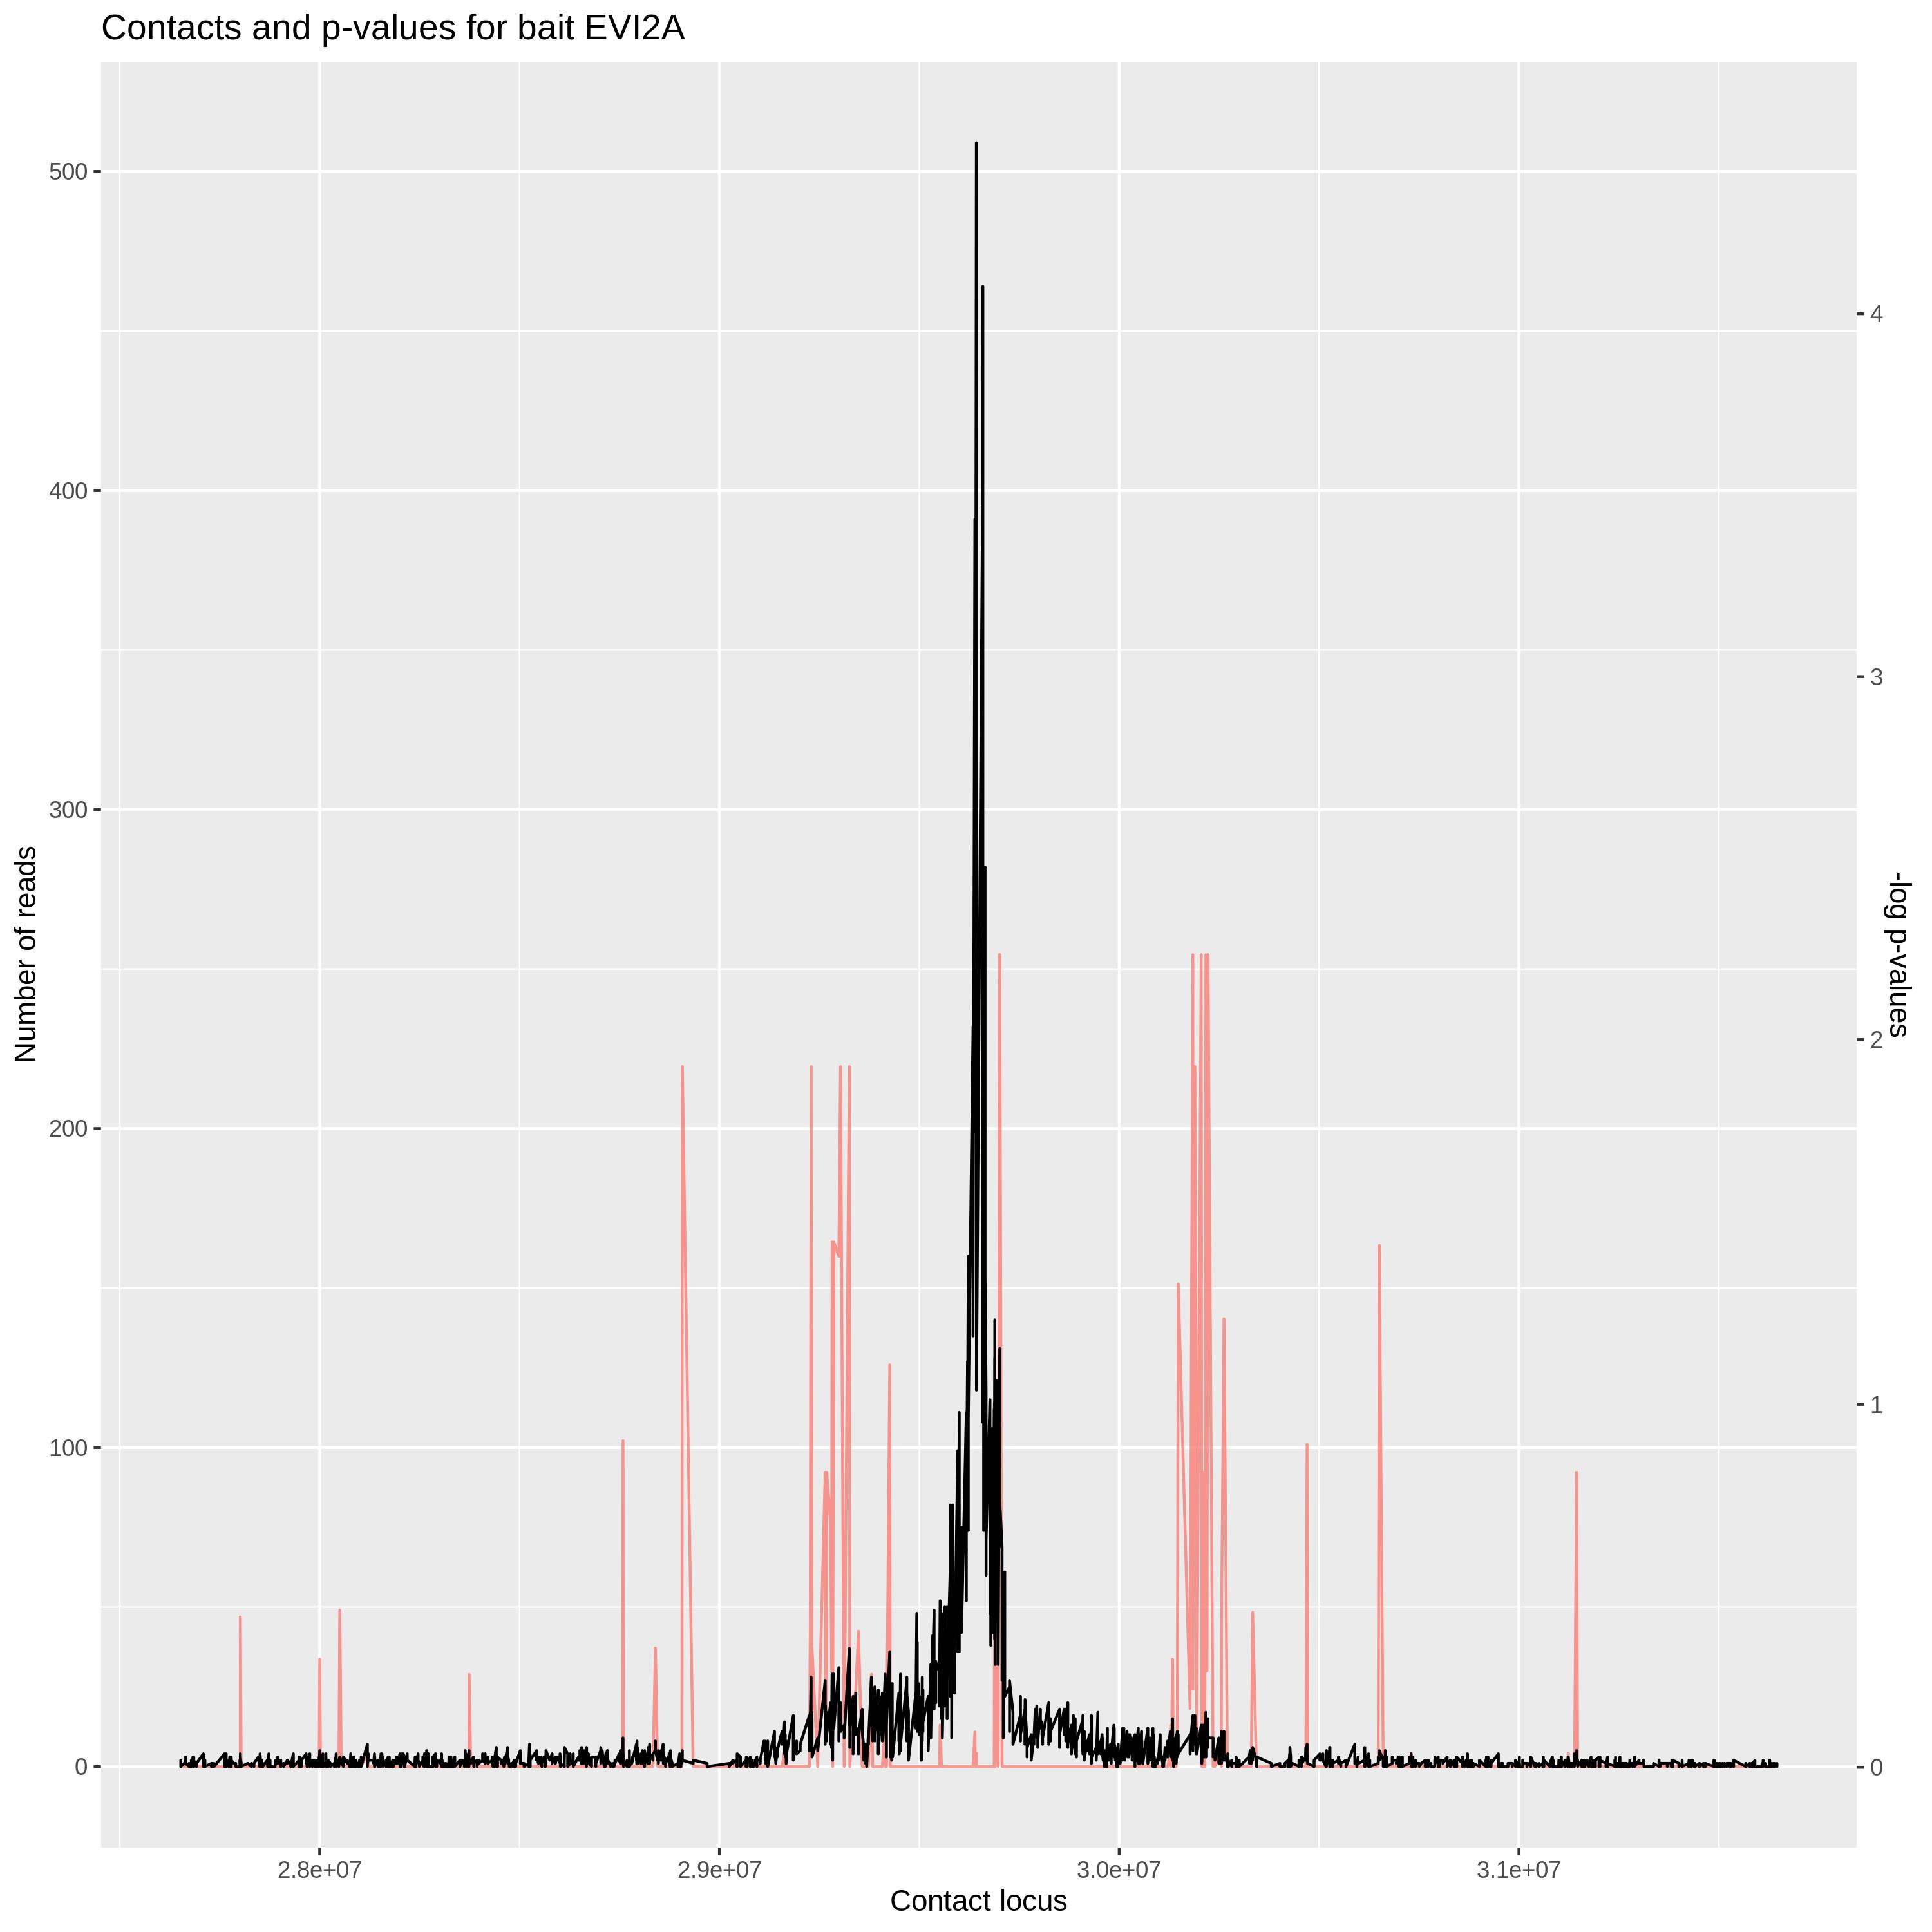 Contacts and p-values for bait EVI2A
500
400
300
200
100
0
Number of reads
4
3
2
1
0
-log p-values
2.8e+07
2.9e+07
3.0e+07
3.1e+07
Contact locus